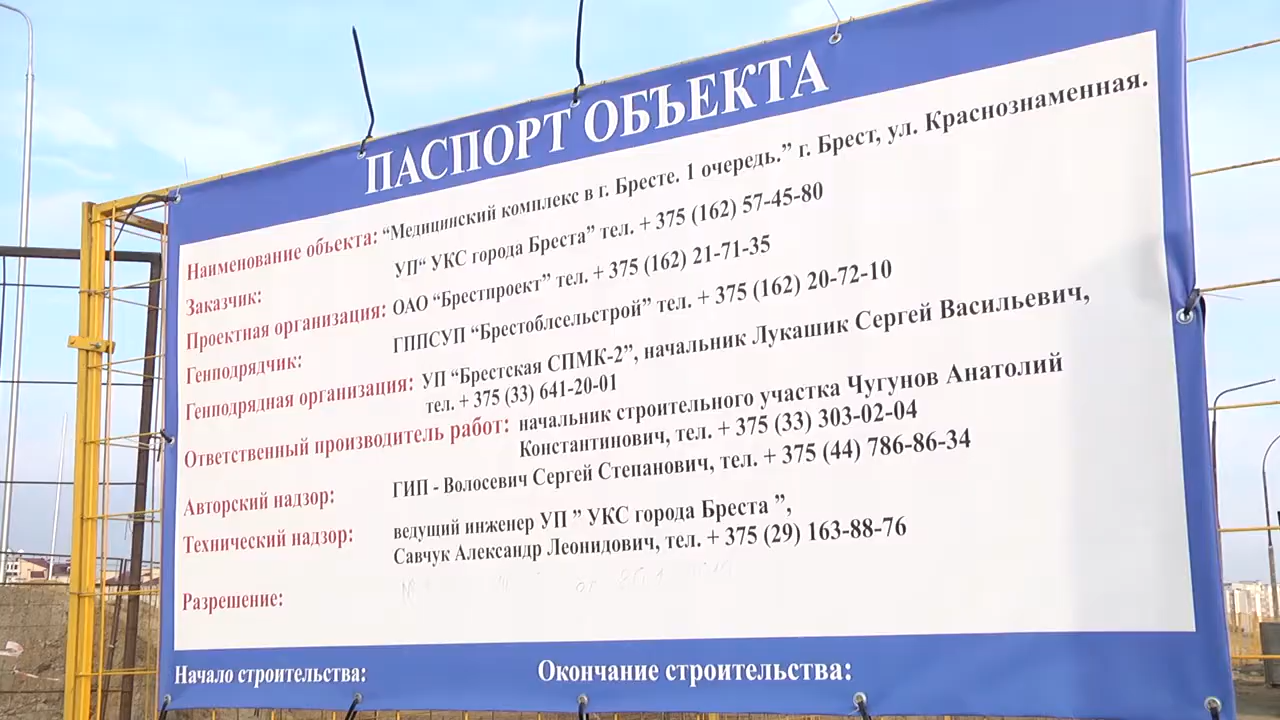 ПАСПОРТ ОБЪЕКТА
Наименование объекта: “Медицинский комплекс в г. Бресте. 1 очередь.” г. Брест, ул. Краснознаменная.
Заказчик: УП“ УКС города Бреста” тел. + 375 (162) 57-45-80
Проектная организация: ОАО “Брестпроект” тел. + 375 (162) 21-71-35
Генподрядчик: ГППСУП “Брестоблсельстрой” тел. + 375 (162) 20-72-10
Генподрядная организация: УП “Брестская СПМК-2”, начальник Лукашик Сергей Васильевич,
тел. + 375 (33) 641-20-01
Ответственный производитель работ: начальник строительного участка Чугунов Анатолий
Константинович, тел. + 375 (33) 303-02-04
Авторский надзор: ГИП - Волосевич Сергей Степанович, тел. + 375 (44) 786-86-34
Технический надзор: ведущий инженер УП ” УКС города Бреста ”,
Савчук Александр Леонидович, тел. + 375 (29) 163-88-76
Разрешение:
Начало строительства: Окончание строительства: